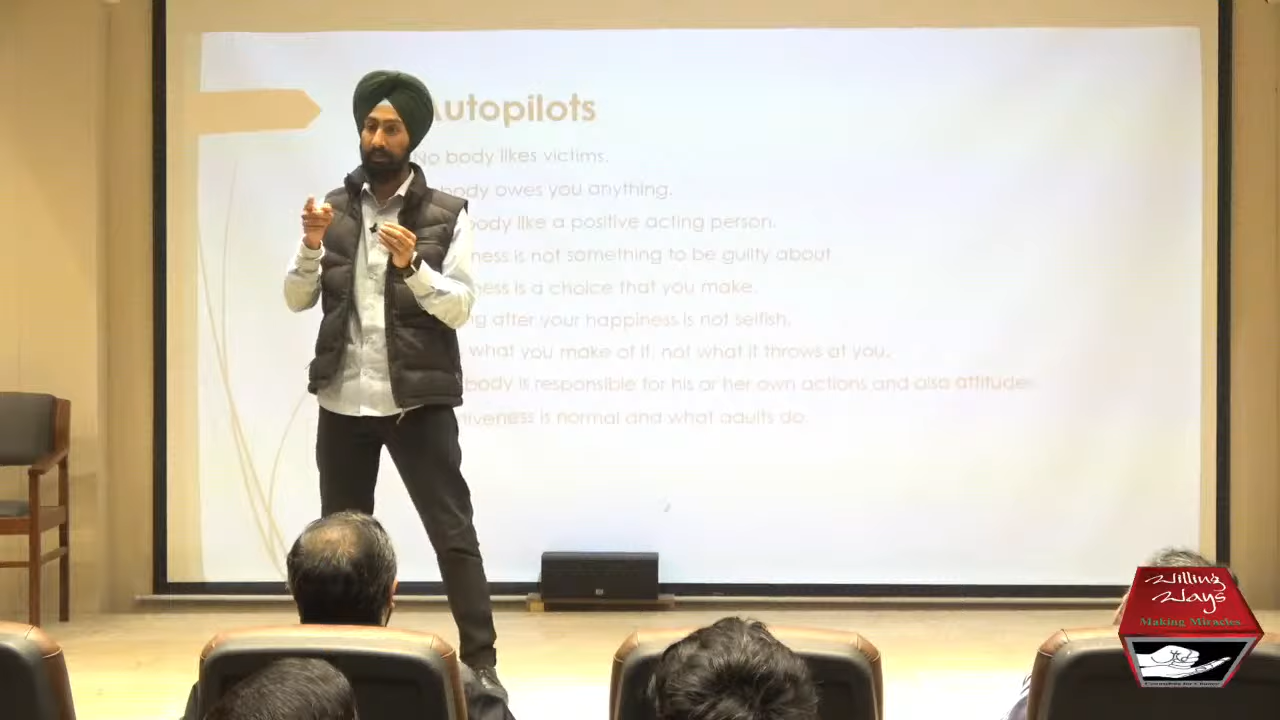 Autopilots
No body likes victims.
body owes you anything.
body like a positive acting person.
ness is not something to be guilty about
ness is a choice that you make.
ng after your happiness is not selfish.
what you make of it, not what it throws at you.
body is responsible for his or her own actions and also attitude
tiveness is normal and what adults do
Willing
Ways
Making Miracles